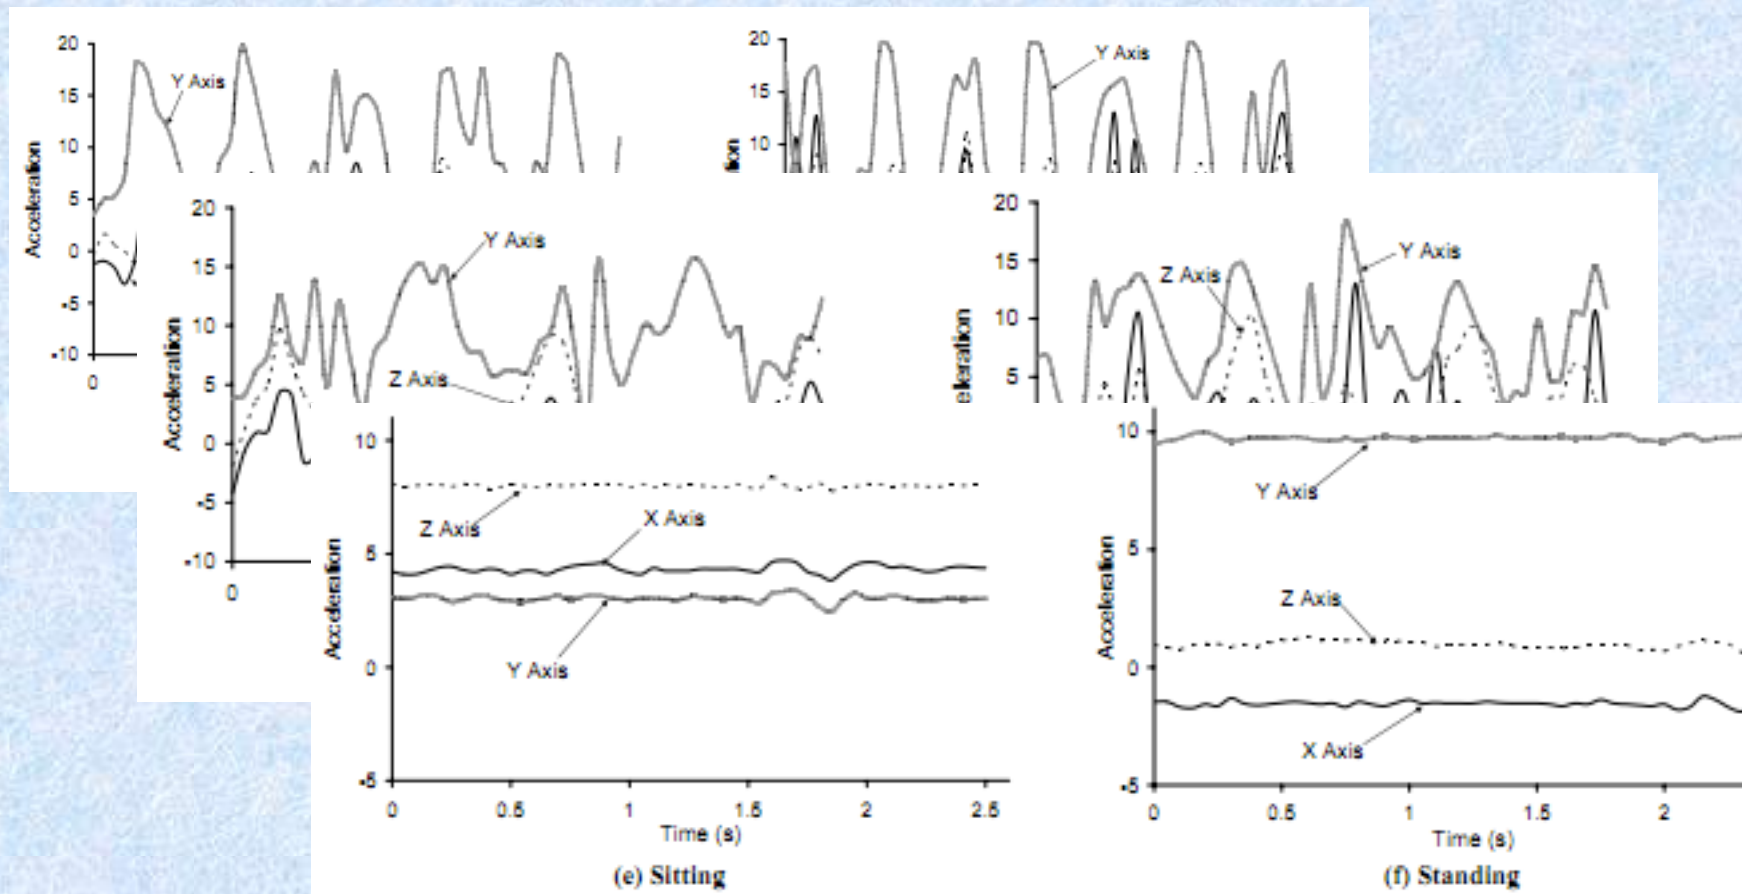 20
15
10
5
0
-5
-10
0
Acceleration
Y Axis
20
15
10
Y Axis
20
15
10
5
0
-5
-10
0
Acceleration
Y Axis
Z Axis
20
15
10
5
Z Axis
Y Axis
10
5
0
-5
Acceleration
Z Axis
X Axis
Y Axis
0 0.5 1 1.5 2 2.5
Time (s)
(e) Sitting
10
5
0
-5
Acceleration
Y Axis
Z Axis
X Axis
0 0.5 1 1.5 2
Time (s)
(f) Standing